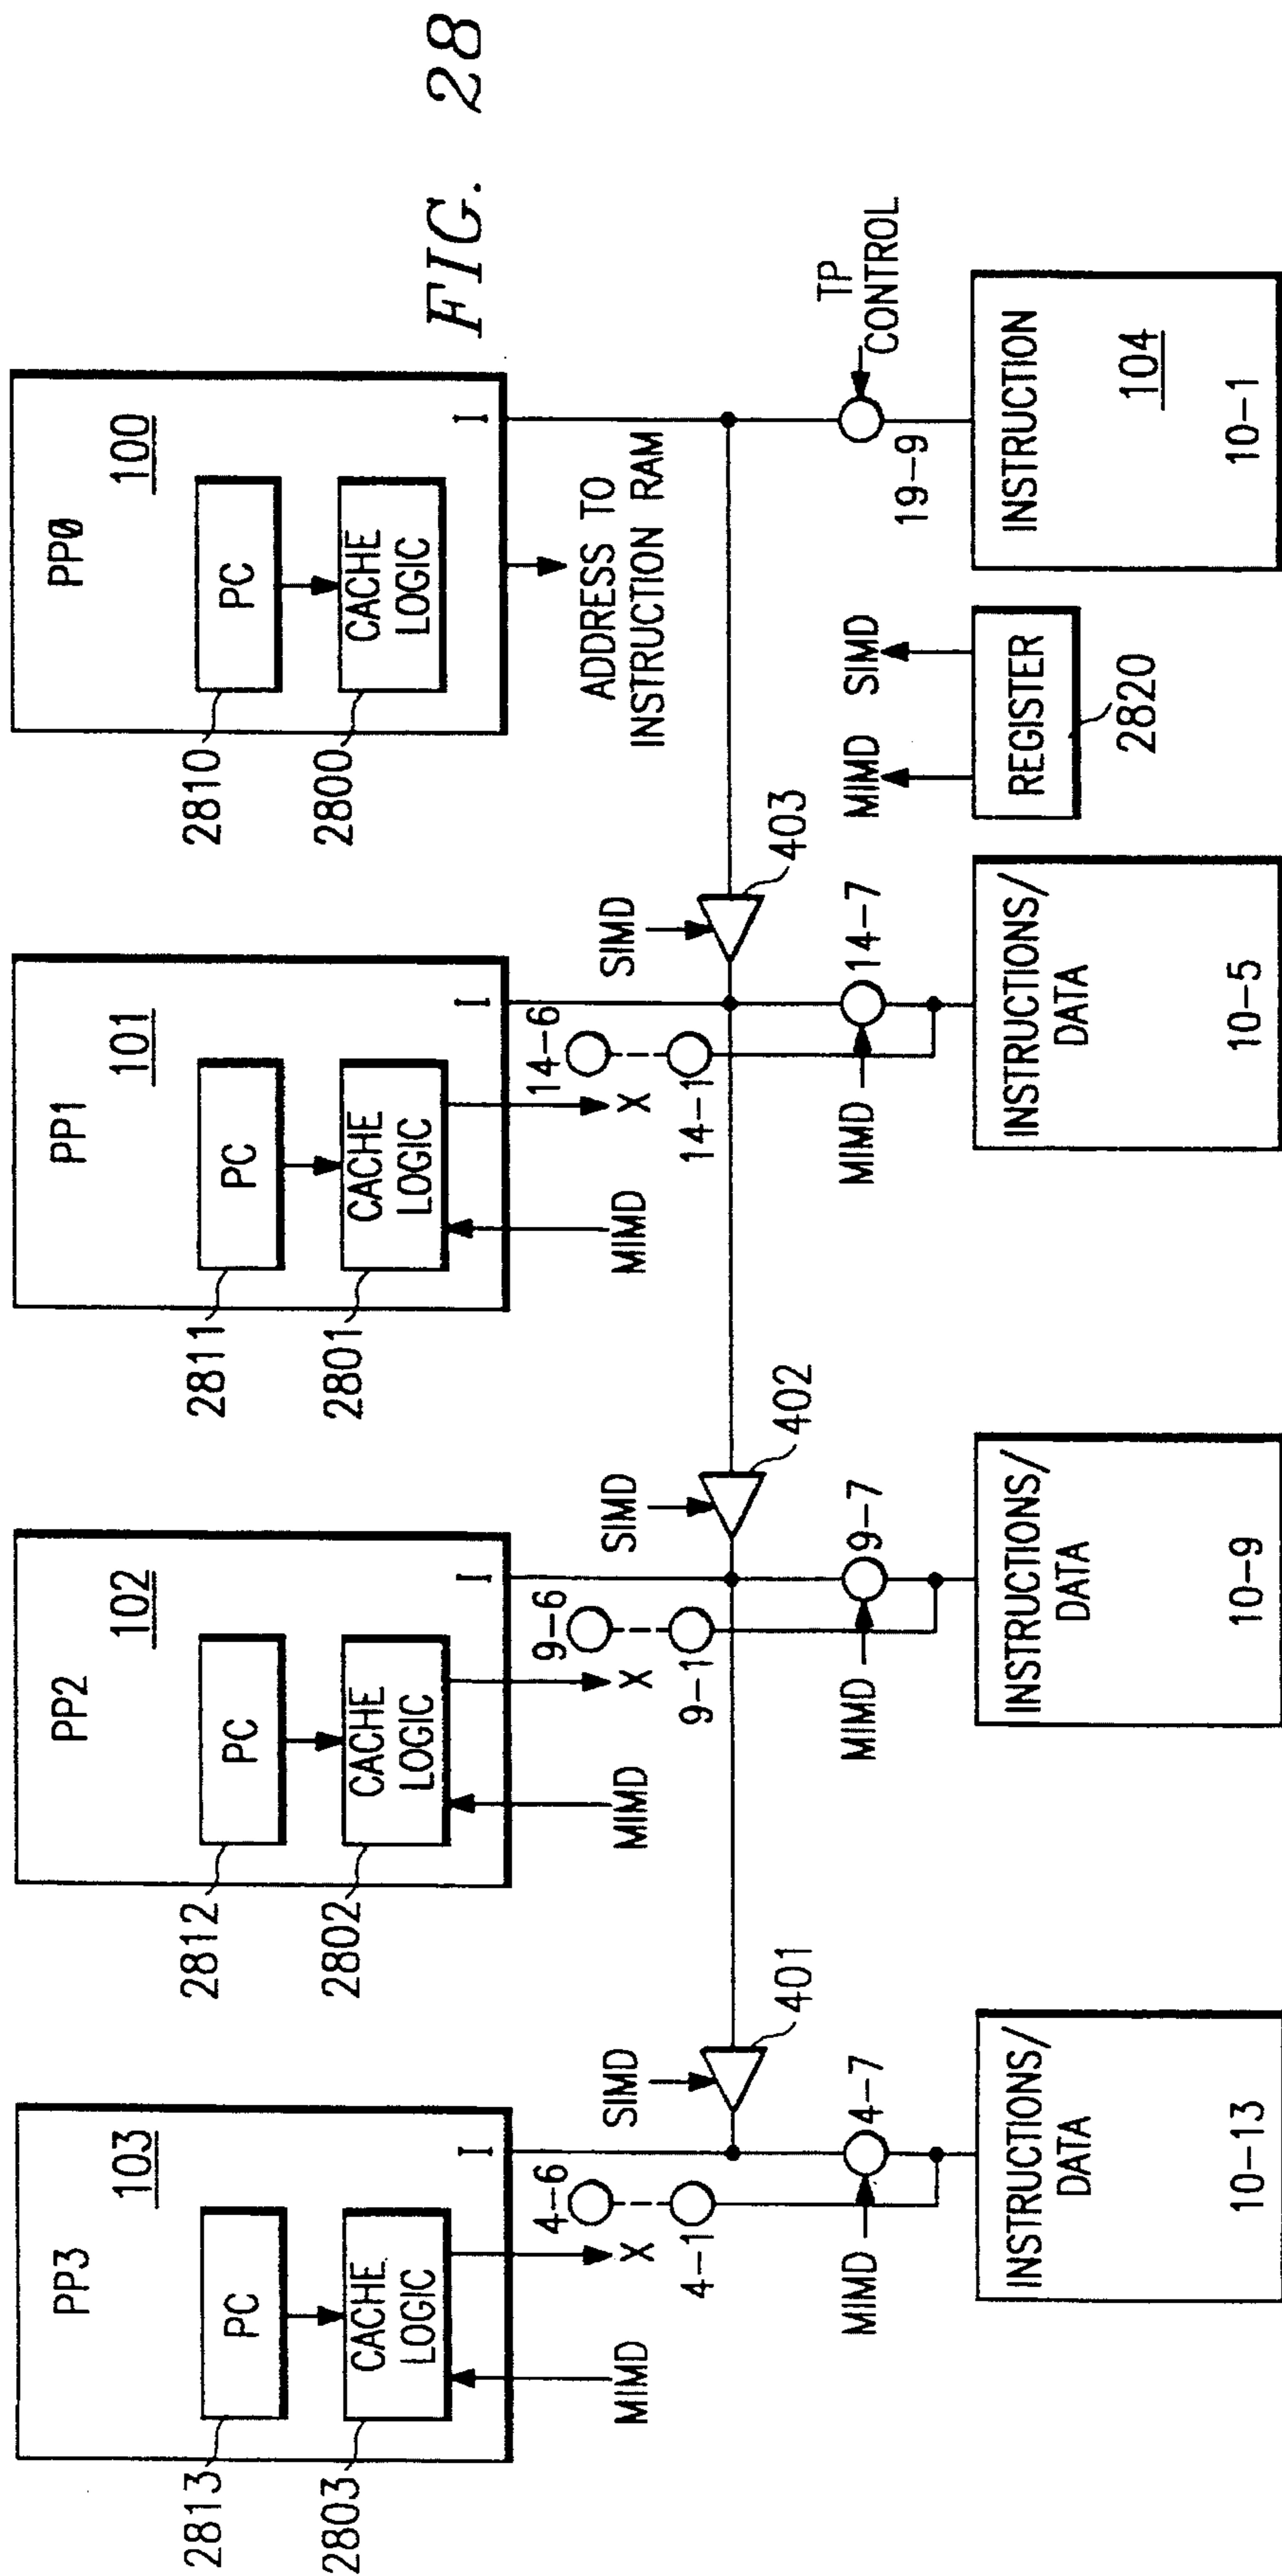 PP3
103
PC
CACHE
LOGIC
2813
2803
I
MIMD
X
4-6
4-1
SIMD
401
MIMD
4-7
INSTRUCTIONS/
DATA
10-13
PP2
102
PC
CACHE
LOGIC
2812
2802
I
MIMD
X
9-6
9-1
SIMD
402
MIMD
9-7
INSTRUCTIONS/
DATA
10-9
PP1
101
PC
CACHE
LOGIC
2811
2801
I
MIMD
X
14-6
14-1
SIMD
403
MIMD
14-7
INSTRUCTIONS/
DATA
10-5
PP0
100
PC
CACHE
LOGIC
2810
2800
I
ADDRESS TO
INSTRUCTION RAM
MIMD
SIMD
REGISTER
2820
TP
CONTROL
19-9
INSTRUCTION
104
10-1
FIG. 28